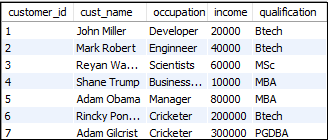 customer_id cust_name occupation income qualification
1 John Miller Developer 20000 Btech
2 Mark Robert Enginneer 40000 Btech
3 Reyan Wa... Scientists 60000 MSc
4 Shane Trump Business... 10000 MBA
5 Adam Obama Manager 80000 MBA
6 Rincky Pon... Cricketer 200000 Btech
7 Adam Gilcrist Cricketer 300000 PGDBA